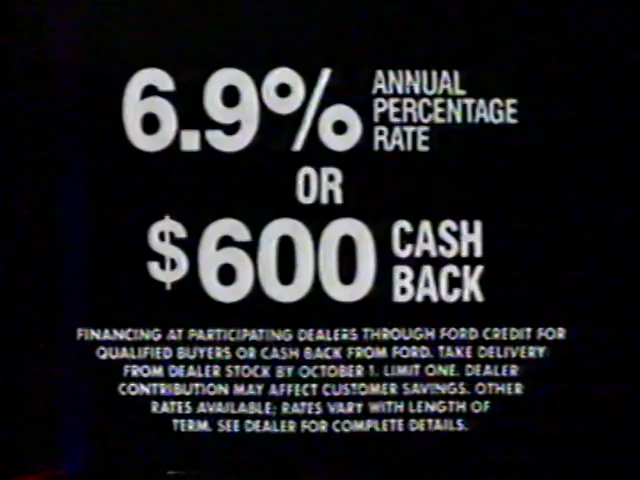 6.9% ANNUAL
PERCENTAGE
RATE
OR
$600 CASH
BACK
FINANCING AT PARTICIPATING DEALERS THROUGH FORD CREDIT FOR
QUALIFIED BUYERS OR CASH BACK FROM FORD. TAKE DELIVERY
FROM DEALER STOCK BY OCTOBER 1. LIMIT ONE. DEALER
CONTRIBUTION MAY AFFECT CUSTOMER SAVINGS. OTHER
RATES AVAILABLE; RATES VARY WITH LENGTH OF
TERM. SEE DEALER FOR COMPLETE DETAILS.